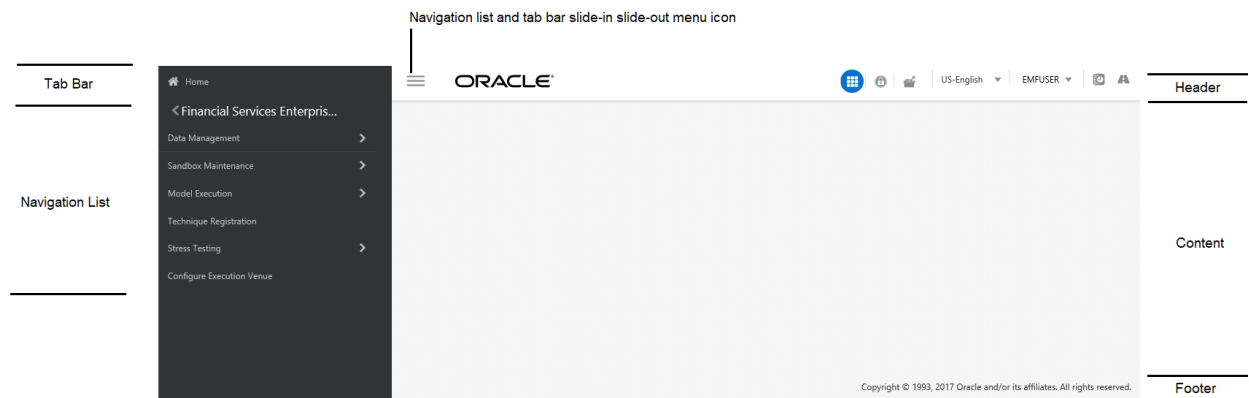 Navigation list and tab bar slide-in slide-out menu icon
Tab Bar
Home
ORACLE®
US-English
EMFUSER
Header
Financial Services Enterpris...
Data Management
Sandbox Maintenance
Model Execution
Navigation List
Technique Registration
Stress Testing
Content
Configure Execution Venue
Copyright © 1993, 2017 Oracle and/or its affiliates. All rights reserved.
Footer